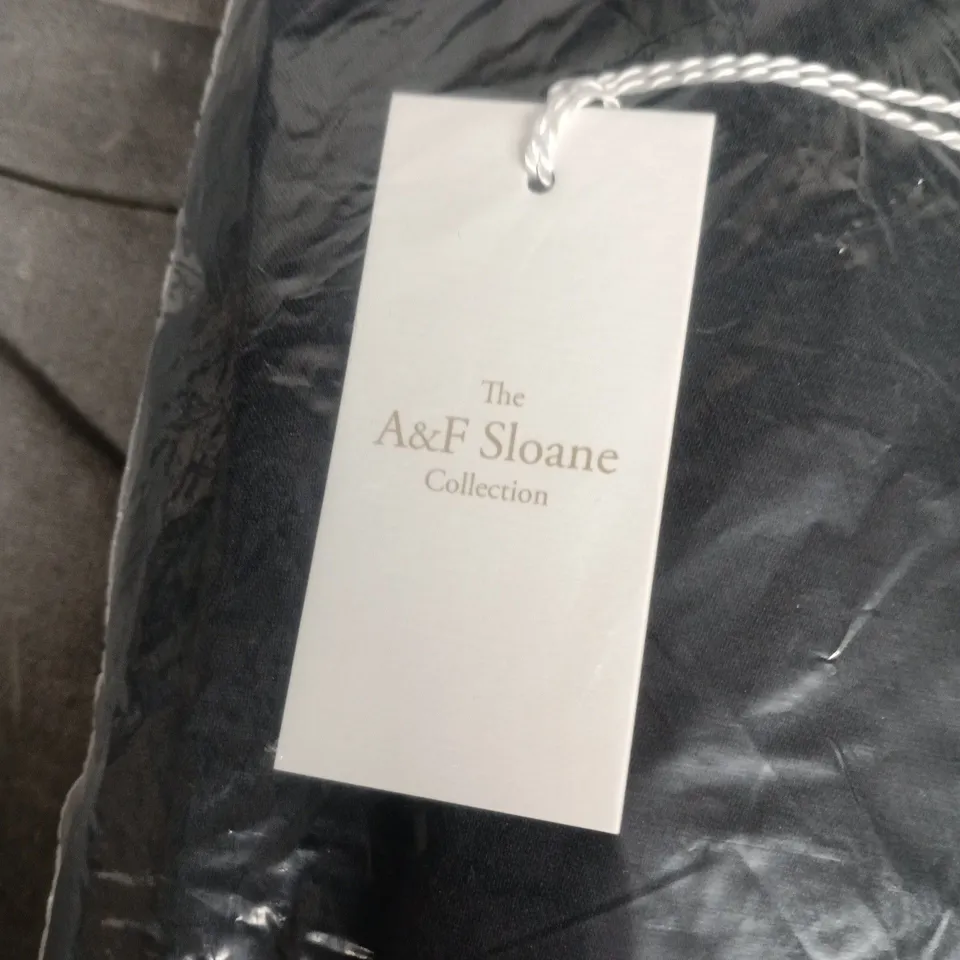 The
A&F Sloane
Collection